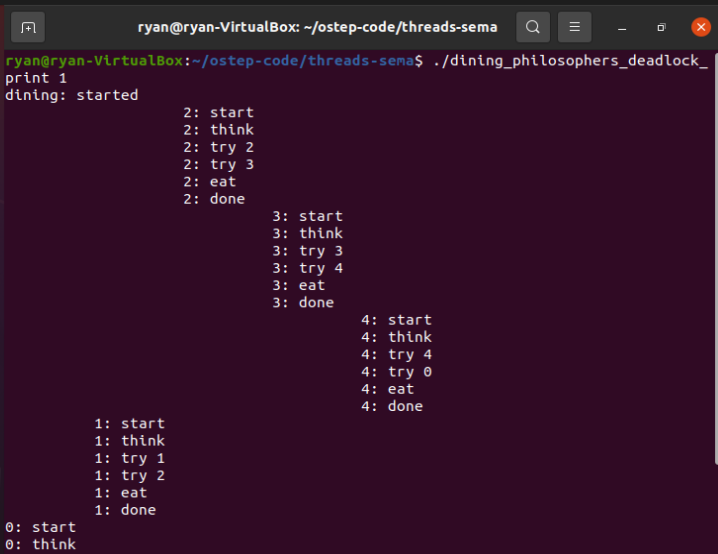 ryan@ryan-VirtualBox: ~/ostep-code/threads-sema
ryan@ryan-VirtualBox:~/ostep-code/threads-sema$ ./dining_philosophers_deadlock_
print 1
dining: started
2: start
2: think
2: try 2
2: try 3
2: eat
2: done
3: start
3: think
3: try 3
3: try 4
3: eat
3: done
4: start
4: think
4: try 4
4: try 0
4: eat
4: done
1: start
1: think
1: try 1
1: try 2
1: eat
1: done
0: start
0: think